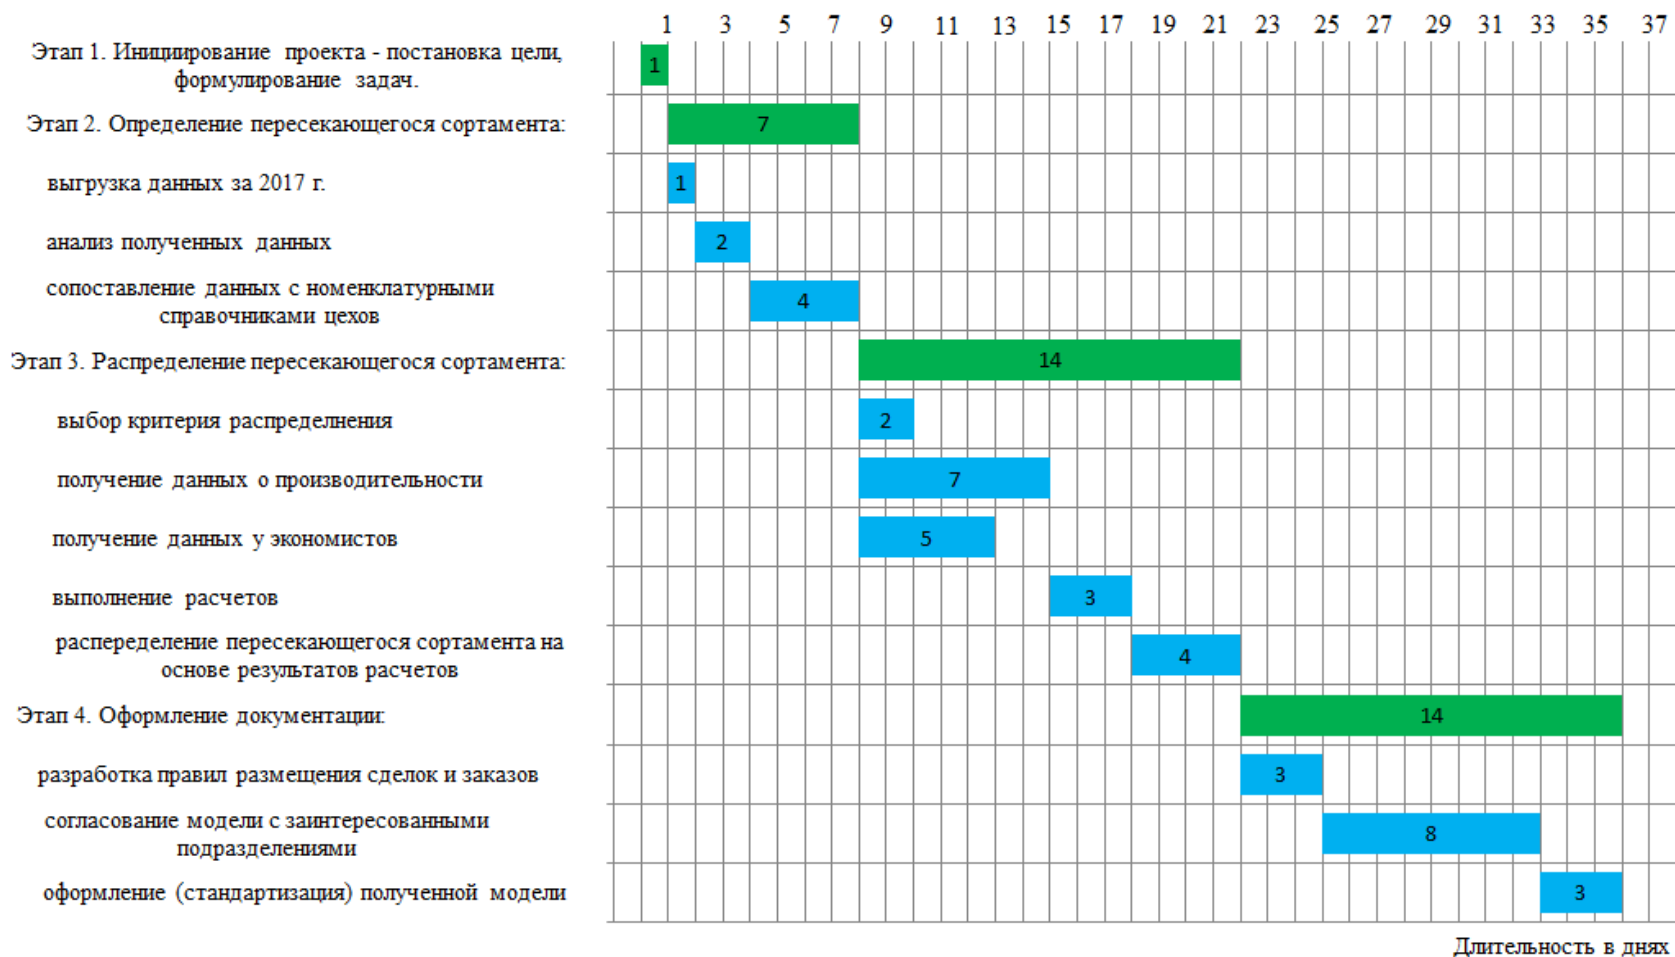 1 3 5 7 9 11 13 15 17 19 21 23 25 27 29 31 33 35 37
Этап 1. Инициирование проекта - постановка цели,
формулирование задач.
1
Этап 2. Определение пересекающегося сортамента:
7
выгрузка данных за 2017 г.
1
анализ полученных данных
2
сопоставление данных с номенклатурными
справочниками цехов
4
Этап 3. Распределение пересекающегося сортамента:
14
выбор критерия распределнения
2
получение данных о производительности
7
получение данных у экономистов
5
выполнение расчетов
3
распеределение пересекающегося сортамента на
основе результатов расчетов
4
Этап 4. Оформление документации:
14
разработка правил размещения сделок и заказов
3
согласование модели с заинтересованными
подразделениями
8
оформление (стандартизация) полученной модели
3
Длительность в днях